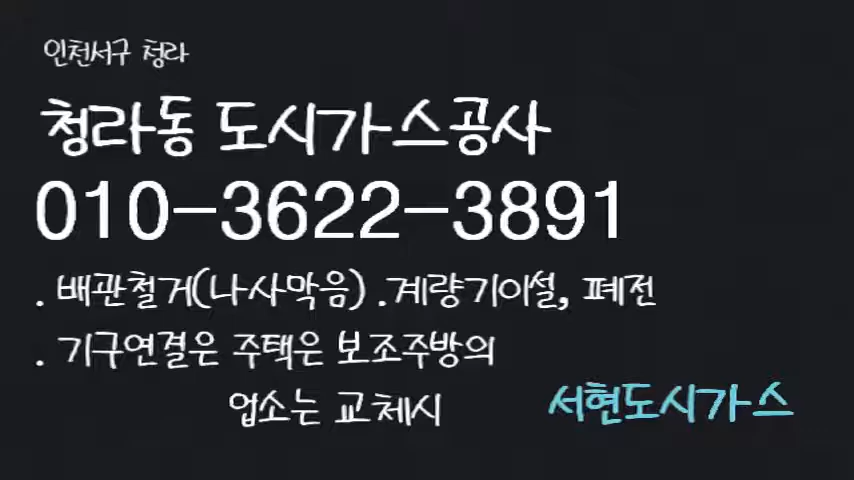 인천서구 청라
청라동 도시가스공사
010-3622-3891
. 배관철거(나사막음) .계량기이설, 폐전
. 기구연결은 주택은 보조주방의
업소는 교체시
서현도시가스